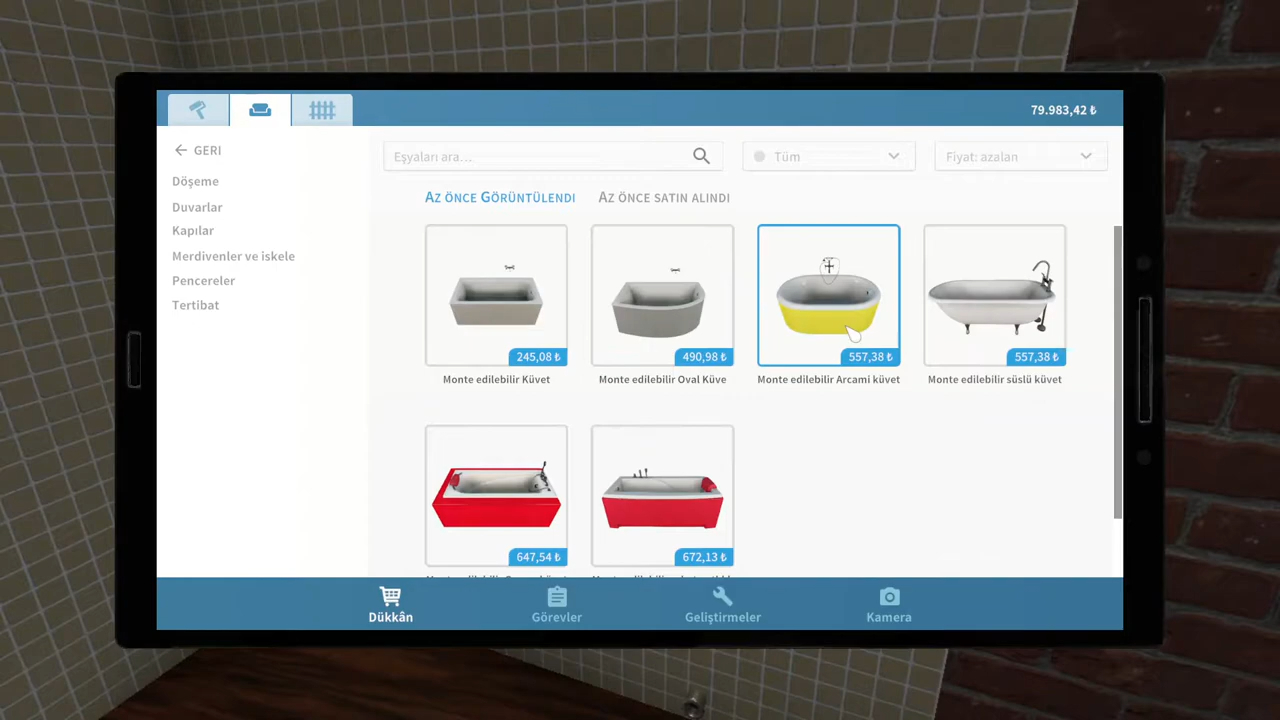 79.983,42 ₺
GERI
Eşyaları ara...
Tüm
Fiyat: azalan
Döşeme
Duvarlar
Kapılar
Merdivenler ve iskele
Pencereler
Tertibat
AZ ÖNCE GÖRÜNTÜLENDI
AZ ÖNCE SATIN ALINDI
245,08 ₺
490,98 ₺
557,38 ₺
557,38 ₺
Monte edilebilir Küvet
Monte edilebilir Oval Küve
Monte edilebilir Arcami küvet
Monte edilebilir süslü küvet
647,54 ₺
672,13 ₺
Dükkân
Görevler
Geliştirmeler
Kamera